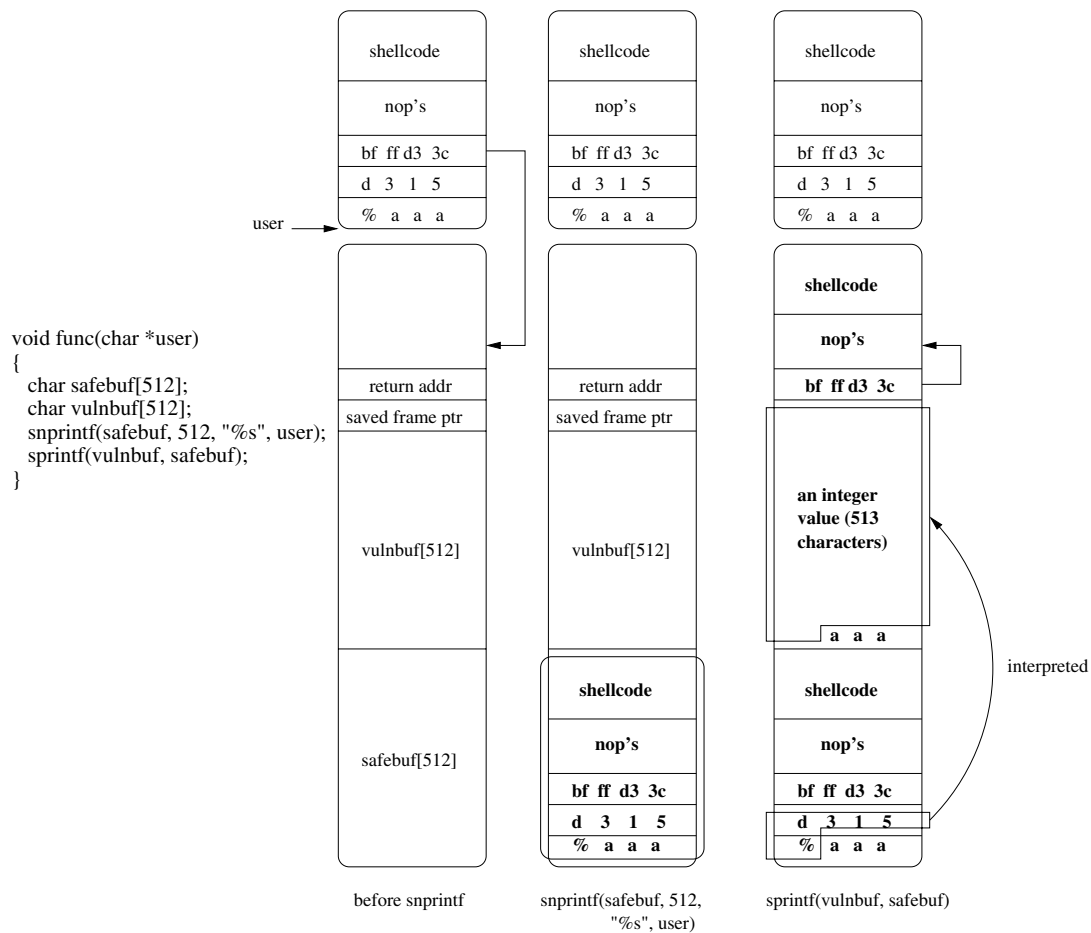 shellcode
nop's
bf ff d3 3c
d 3 1 5
% a a a
shellcode
nop's
bf ff d3 3c
d 3 1 5
% a a a
shellcode
nop's
bf ff d3 3c
d 3 1 5
% a a a
user
void func(char *user)
{
char safebuf[512];
char vulnbuf[512];
snprintf(safebuf, 512, "%s", user);
sprintf(vulnbuf, safebuf);
}
return addr
saved frame ptr
vulnbuf[512]
safebuf[512]
before snprintf
return addr
saved frame ptr
vulnbuf[512]
shellcode
nop's
bf ff d3 3c
d 3 1 5
% a a a
snprintf(safebuf, 512,
"%s", user)
shellcode
nop's
bf ff d3 3c
an integer
value (513
characters)
a a a
shellcode
nop's
bf ff d3 3c
d 3 1 5
% a a a
interpreted
sprintf(vulnbuf, safebuf)